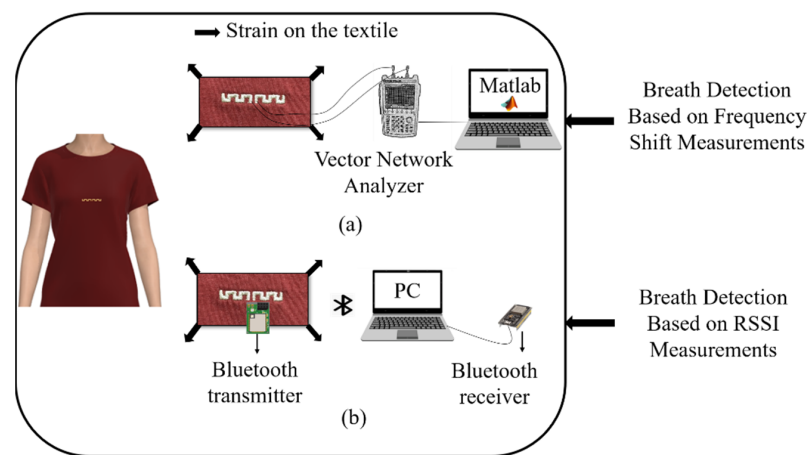 Strain on the textile
Matlab
Vector Network
Analyzer
(a)
Breath Detection
Based on Frequency
Shift Measurements
PC
Bluetooth
transmitter
Bluetooth
receiver
(b)
Breath Detection
Based on RSSI
Measurements